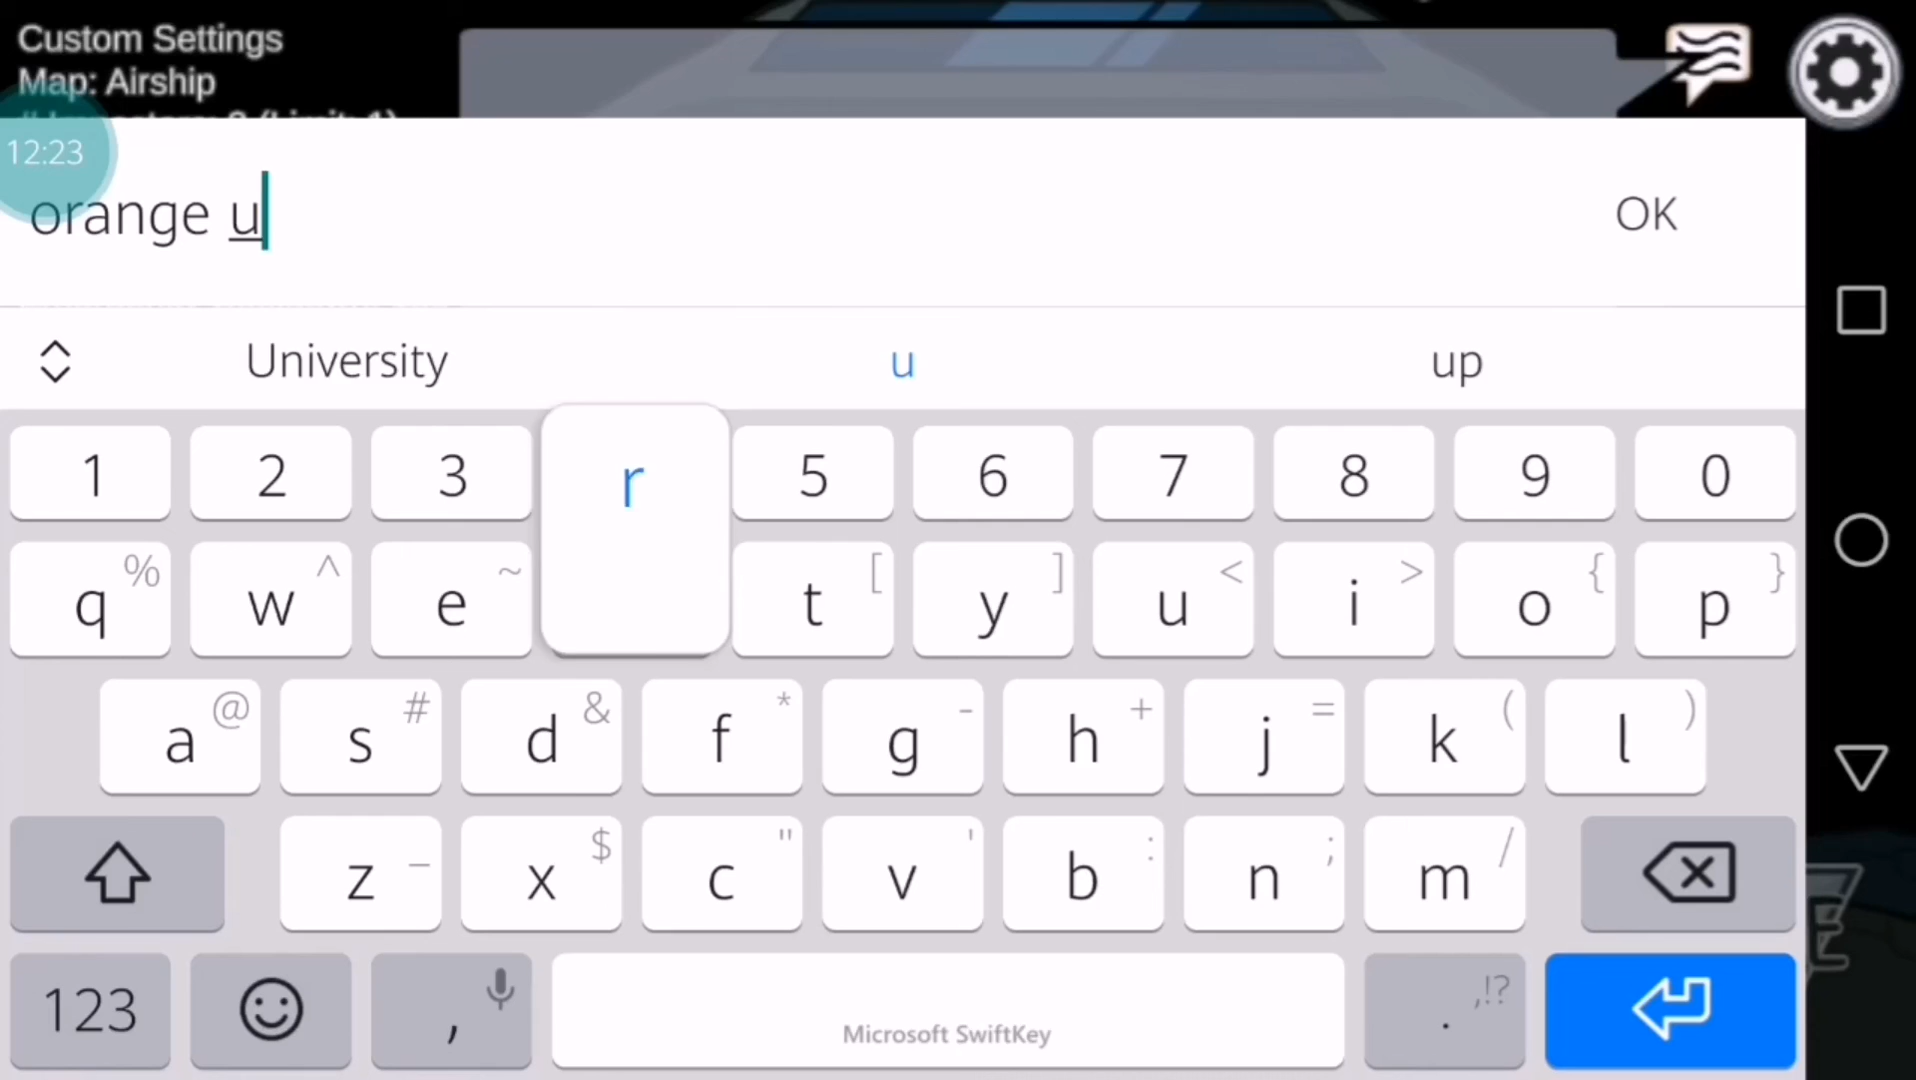 Custom Settings
Map: Airship
12:23
orange u
OK
University u up
1 2 3 r 5 6 7 8 9 0
q % w ^ e ~ t [ y ] u < i > o { p }
a @ s # d & f * g - h + j = k ( l )
z _ x $ c " v ' b : n ; m /
123 , . ,!?
Microsoft SwiftKey